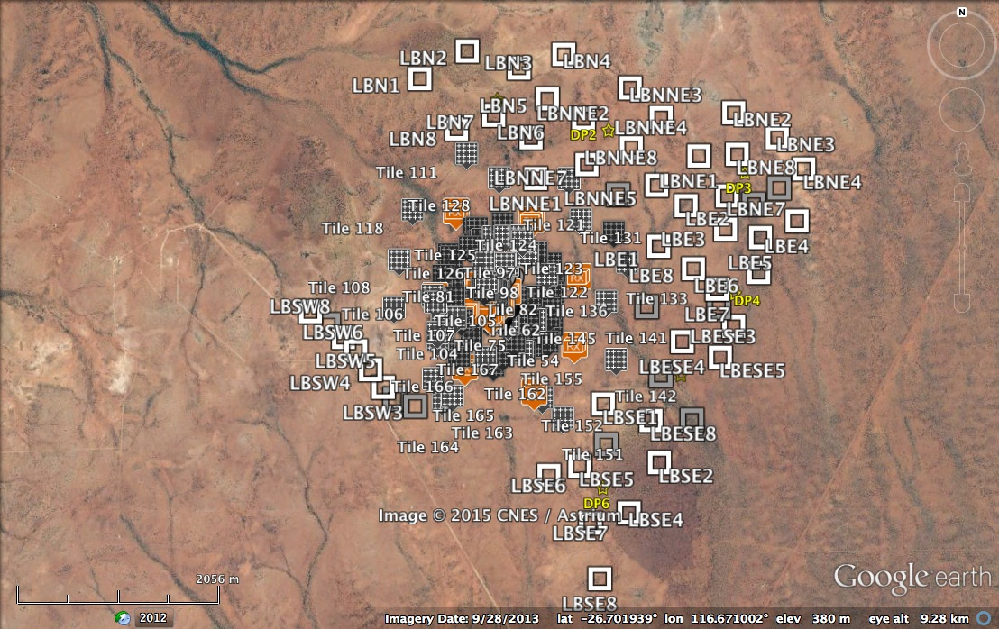 N
LBN2
LBN3
LBN4
LBN1
LBNNE3
LBN5
LBNNE2
LBNE2
LBN7
LBN6
DP2
LBNNE4
LBN8
LBNE3
LBNNE8
LBNE8
Tile 111
LBNNE7
LBNE1
DP3
LBNE4
Tile 128
LBNNE1
LBNNE5
LBNE7
RX
Tile 118
Tile 121
LBE2
Tile 131
LBE3
LBE4
Tile 124
Tile 125
LBE1
LBE5
Tile 126
Tile 97
Tile 123
RX
LBE8
Tile 108
Tile 81
Tile 98
Tile 122
LBE6
Tile 133
DP4
LBSW8
Tile 106
Tile 82
Tile 136
LBE7
Tile 105
LBSW6
Tile 107
Tile 62
Tile 145
Tile 141
LBESE3
Tile 75
RX
Tile 104
LBSW5
Tile 54
LBESE4
LBESE5
Tile 167
LBSW4
Tile 166
Tile 155
Tile 162
Tile 142
LBSW3
Tile 165
LBSE1
Tile 152
Tile 163
LBESE8
Tile 164
Tile 151
LBSE6
LBSE5
LBSE2
DP6
Image © 2015 CNES / Astrium
LBSE4
LBSE7
2056 m
Google earth
LBSE8
2012
Imagery Date: 9/28/2013 lat -26.701939° lon 116.671002° elev 380 m eye alt 9.28 km